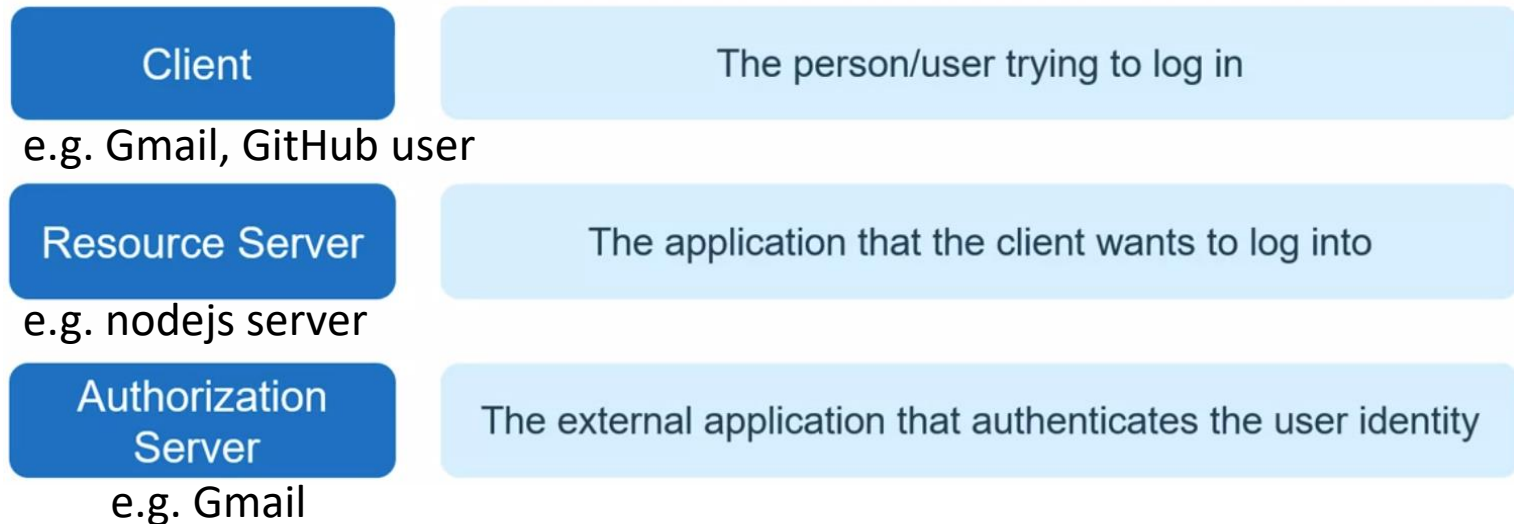 Client
The person/user trying to log in
e.g. Gmail, GitHub user
Resource Server
The application that the client wants to log into
e.g. nodejs server
Authorization
Server
The external application that authenticates the user identity
e.g. Gmail